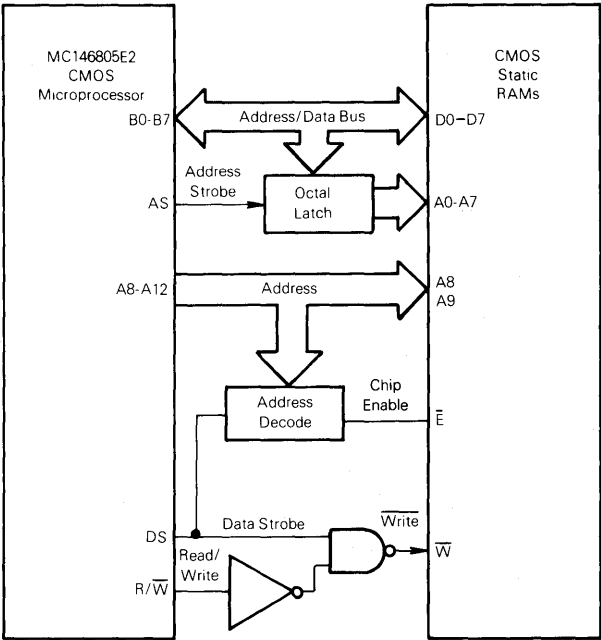 MC146805E2
CMOS
Microprocessor
CMOS
Static
RAMs
B0-B7
Address/Data Bus
D0-D7
Address
Strobe
AS
Octal
Latch
A0-A7
A8-A12
Address
A8
A9
Address
Decode
Chip
Enable
E̅
DS
Data Strobe
W̅r̅i̅t̅e̅
W̅
Read/
Write
R/W̅